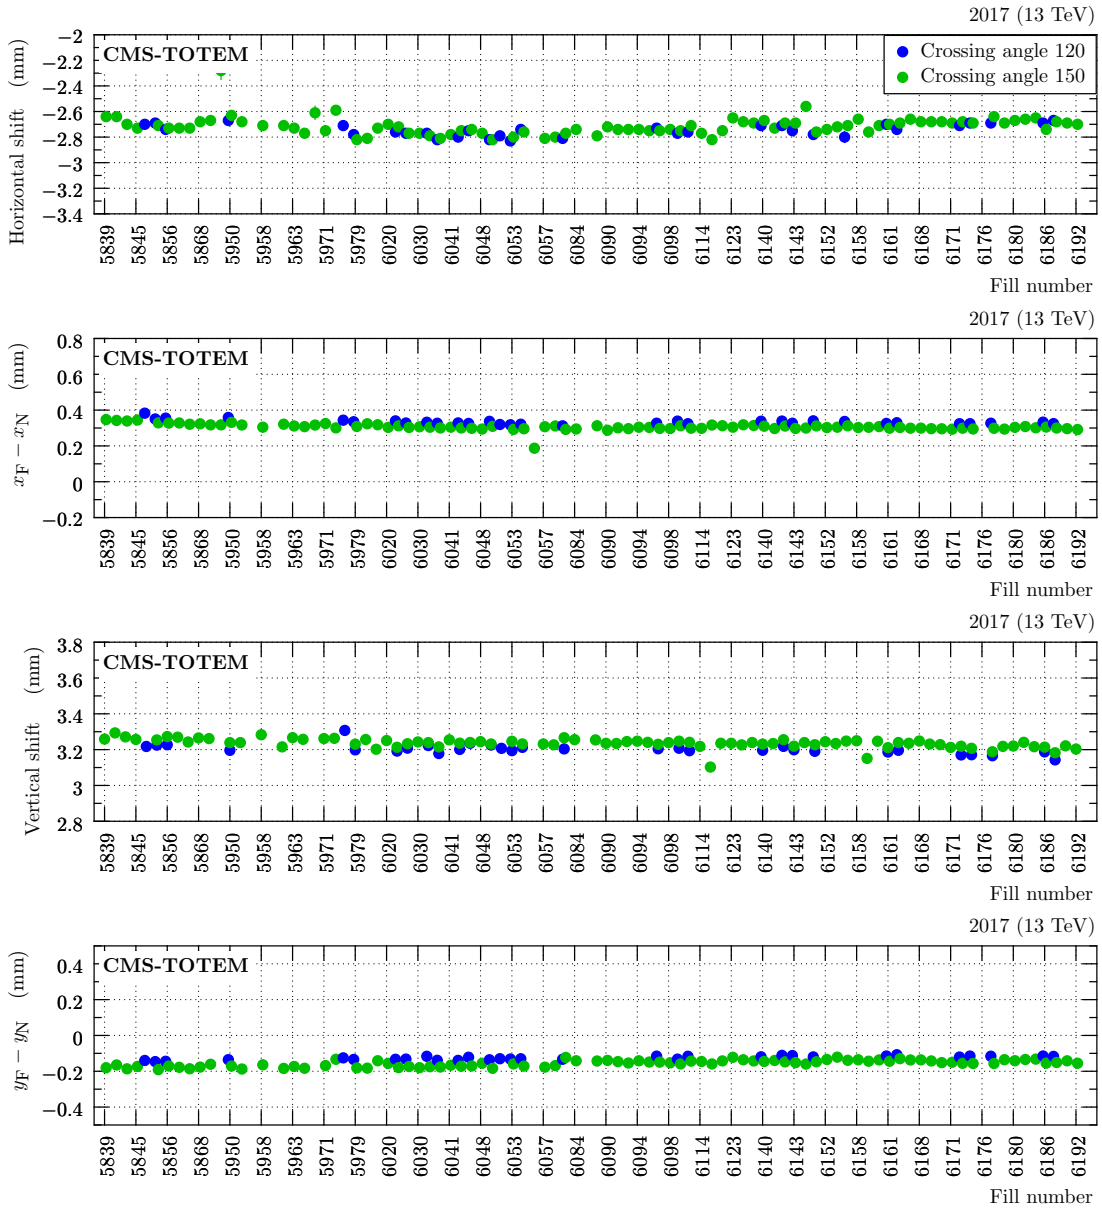 2017 (13 TeV)
Horizontal shift (mm)
CMS-TOTEM
Crossing angle 120
Crossing angle 150
−2
−2.2
−2.4
−2.6
−2.8
−3
−3.2
−3.4
5839 5845 5856 5868 5950 5958 5963 5971 5979 6020 6030 6041 6048 6053 6057 6084 6090 6094 6098 6114 6123 6140 6143 6152 6158 6161 6168 6171 6176 6180 6186 6192
Fill number
2017 (13 TeV)
xF − xN (mm)
CMS-TOTEM
0.8
0.6
0.4
0.2
0
−0.2
5839 5845 5856 5868 5950 5958 5963 5971 5979 6020 6030 6041 6048 6053 6057 6084 6090 6094 6098 6114 6123 6140 6143 6152 6158 6161 6168 6171 6176 6180 6186 6192
Fill number
2017 (13 TeV)
Vertical shift (mm)
CMS-TOTEM
3.8
3.6
3.4
3.2
3
2.8
5839 5845 5856 5868 5950 5958 5963 5971 5979 6020 6030 6041 6048 6053 6057 6084 6090 6094 6098 6114 6123 6140 6143 6152 6158 6161 6168 6171 6176 6180 6186 6192
Fill number
2017 (13 TeV)
yF − yN (mm)
CMS-TOTEM
0.4
0.2
0
−0.2
−0.4
5839 5845 5856 5868 5950 5958 5963 5971 5979 6020 6030 6041 6048 6053 6057 6084 6090 6094 6098 6114 6123 6140 6143 6152 6158 6161 6168 6171 6176 6180 6186 6192
Fill number